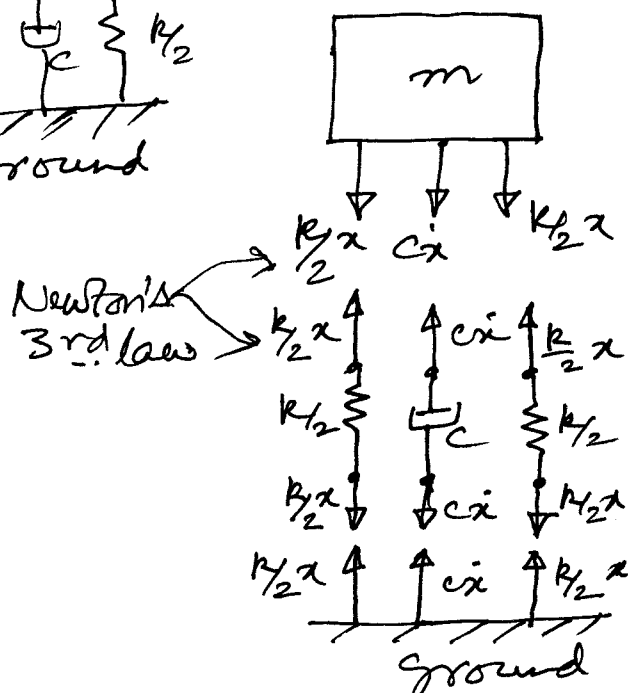 C k/2
round
m
k/2 x cẋ k/2 x
Newton's
3rd law
k/2 x cẋ k/2 x
k/2 C k/2
k/2 x cẋ k/2 x
k/2 x cẋ k/2 x
ground